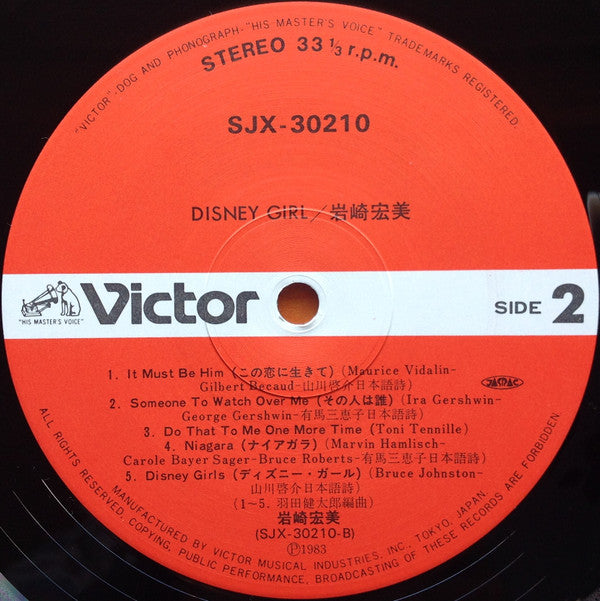 "VICTOR"-DOG AND PHONOGRAPH-"HIS MASTER'S VOICE" TRADEMARKS REGISTERED.
STEREO 33 1/3 r.p.m.
SJX-30210
DISNEY GIRL／岩崎宏美
"HIS MASTER'S VOICE"
Victor
SIDE 2
1. It Must Be Him (この恋に生きて) (Maurice Vidalin-
Gilbert Becaud-山川啓介日本語詩)
2. Someone To Watch Over Me (その人は誰) (Ira Gershwin-
George Gershwin-有馬三恵子日本語詩)
3. Do That To Me One More Time (Toni Tennille)
4. Niagara (ナイアガラ) (Marvin Hamlisch-
Carole Bayer Sager-Bruce Roberts-有馬三恵子日本語詩)
5. Disney Girls (ディズニー・ガール) (Bruce Johnston-
山川啓介日本語詩)
(1〜5. 羽田健太郎編曲)
岩崎宏美
(SJX-30210-B)
Ⓟ1983
JASRAC
MANUFACTURED BY VICTOR MUSICAL INDUSTRIES, INC. TOKYO, JAPAN.
ALL RIGHTS RESERVED, COPYING, PUBLIC PERFORMANCE, BROADCASTING OF THESE RECORDS ARE FORBIDDEN.